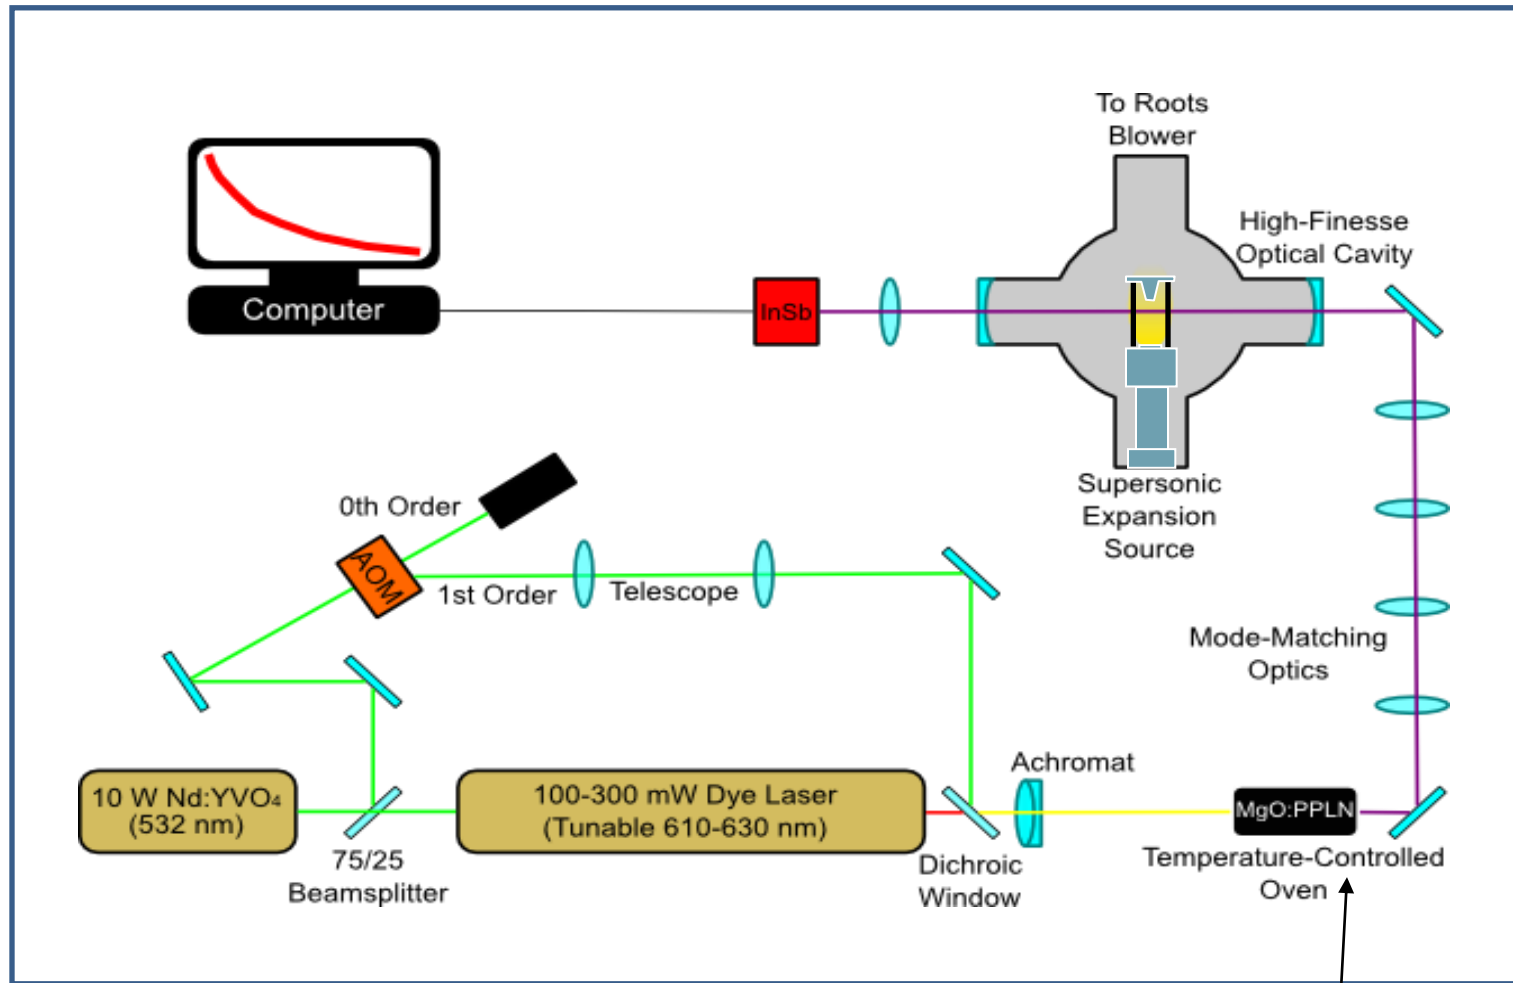 To Roots
Blower
High-Finesse
Optical Cavity
Computer
InSb
Supersonic
Expansion
Source
0th Order
AOM
1st Order
Telescope
Mode-Matching
Optics
10 W Nd:YVO₄
(532 nm)
100-300 mW Dye Laser
(Tunable 610-630 nm)
Achromat
MgO:PPLN
75/25
Beamsplitter
Dichroic
Window
Temperature-Controlled
Oven